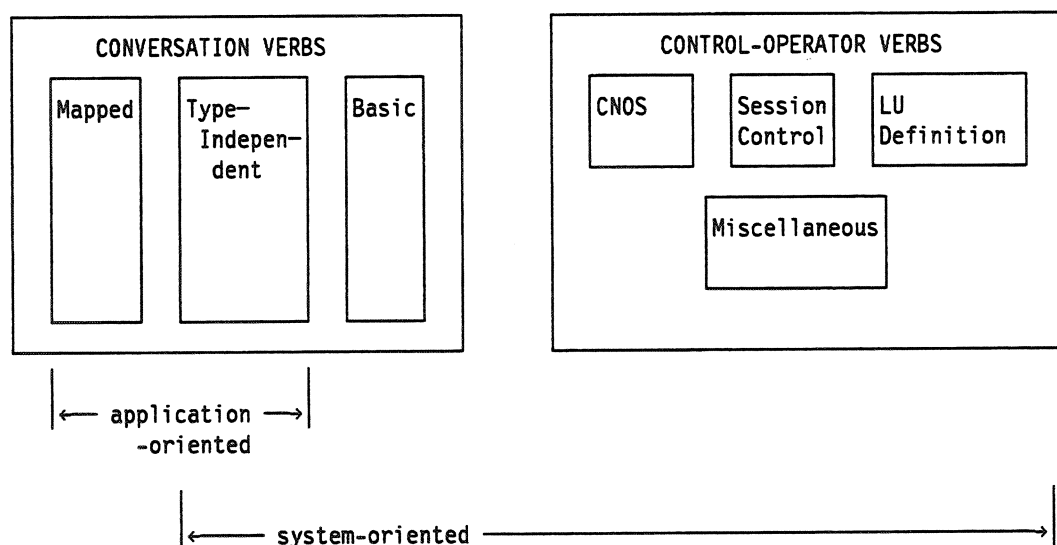 CONVERSATION VERBS
Mapped
Type—
Indepen—
dent
Basic
CONTROL-OPERATOR VERBS
CNOS
Session
Control
LU
Definition
Miscellaneous
application
-oriented
system-oriented